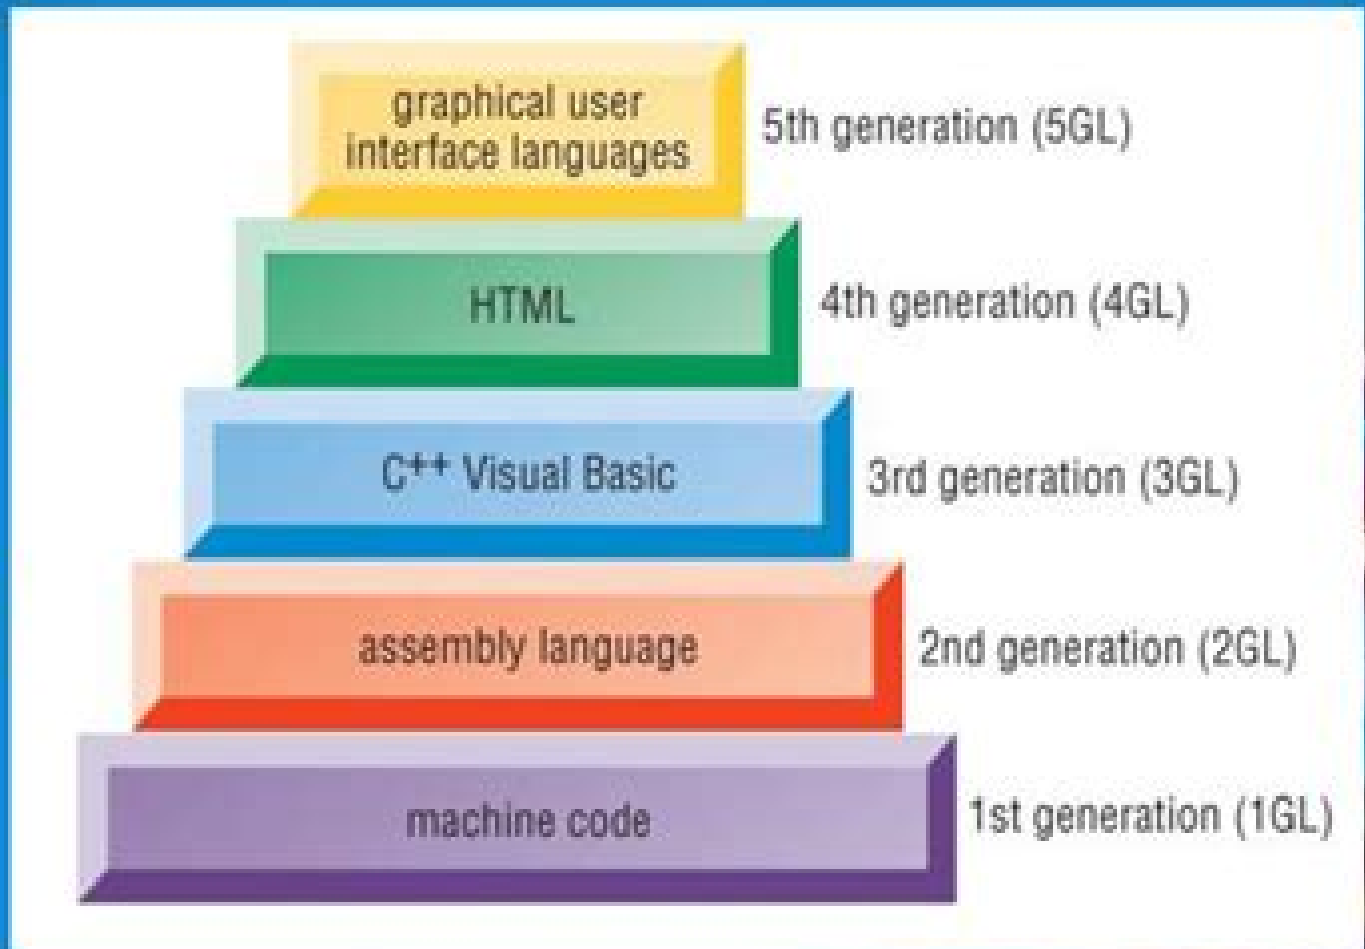 graphical user
interface languages
5th generation (5GL)
HTML
4th generation (4GL)
C++ Visual Basic
3rd generation (3GL)
assembly language
2nd generation (2GL)
machine code
1st generation (1GL)